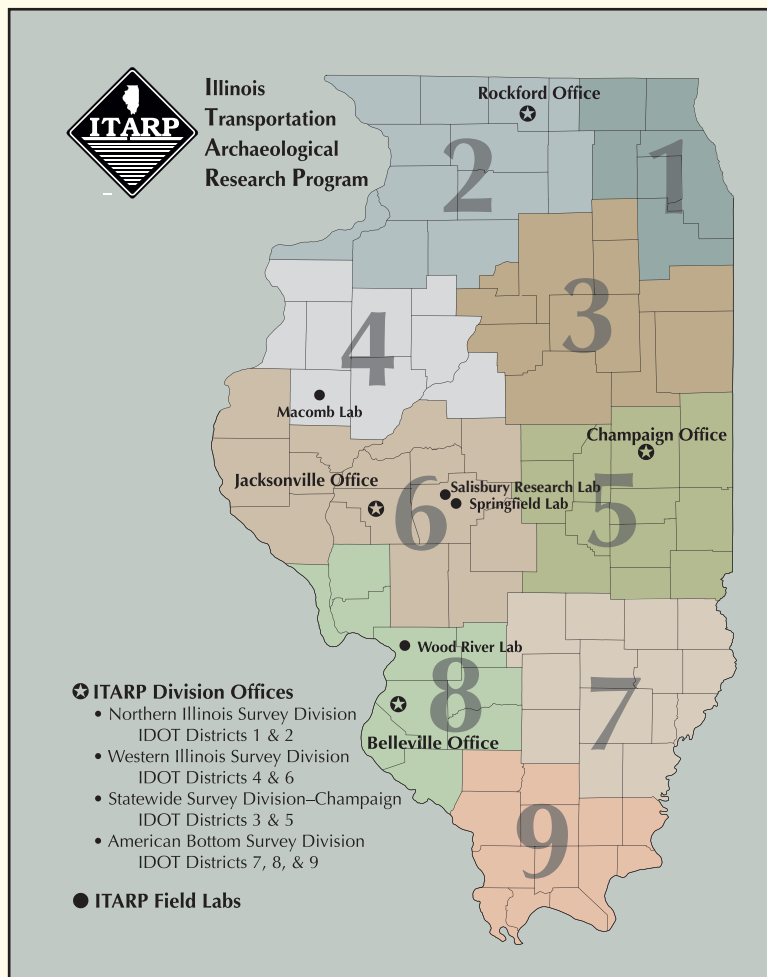 ITARP
Illinois
Transportation
Archaeological
Research Program
Rockford Office
2
1
3
4
Macomb Lab
Champaign Office
Jacksonville Office
Salisbury Research Lab
Springfield Lab
6
5
Wood River Lab
8
7
Belleville Office
9
ITARP Division Offices
• Northern Illinois Survey Division
IDOT Districts 1 & 2
• Western Illinois Survey Division
IDOT Districts 4 & 6
• Statewide Survey Division–Champaign
IDOT Districts 3 & 5
• American Bottom Survey Division
IDOT Districts 7, 8, & 9
ITARP Field Labs